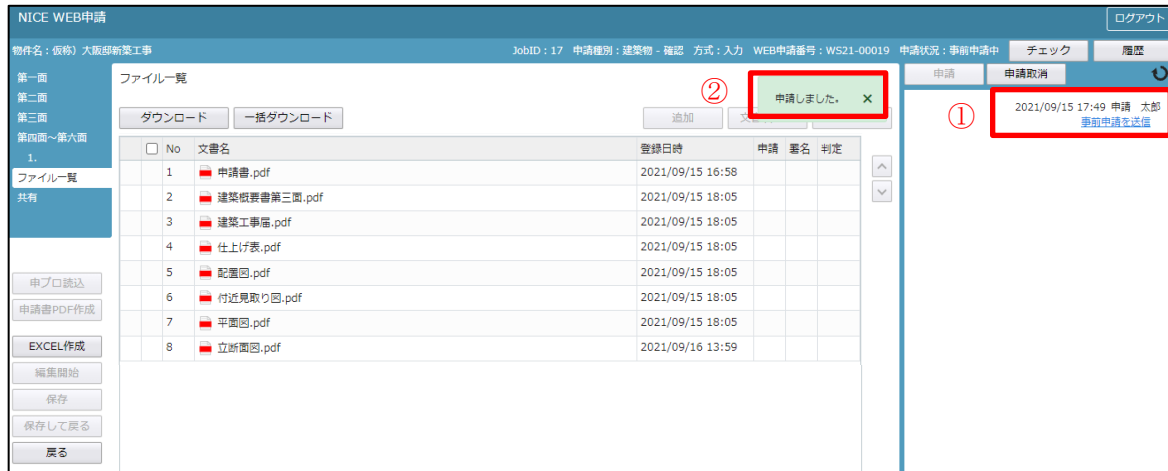 NICE WEB申請
ログアウト
物件名：仮称）大阪邸新築工事
JobID：17 申請種別：建築物 - 確認 方式：入力 WEB申請番号：WS21-00019 申請状況：事前申請中
チェック
履歴
第一面
第二面
第三面
第四面～第六面
1.
ファイル一覧
共有
申プロ読込
申請書PDF作成
EXCEL作成
編集開始
保存
保存して戻る
戻る
ファイル一覧
②
申請しました。 ×
ダウンロード
一括ダウンロード
追加
No 文書名 登録日時 申請 署名 判定
1 申請書.pdf 2021/09/15 16:58
2 建築概要書第三面.pdf 2021/09/15 18:05
3 建築工事届.pdf 2021/09/15 18:05
4 仕上げ表.pdf 2021/09/15 18:05
5 配置図.pdf 2021/09/15 18:05
6 付近見取り図.pdf 2021/09/15 18:05
7 平面図.pdf 2021/09/15 18:05
8 立断面図.pdf 2021/09/16 13:59
申請
申請取消
①
2021/09/15 17:49 申請 太郎
事前申請を送信